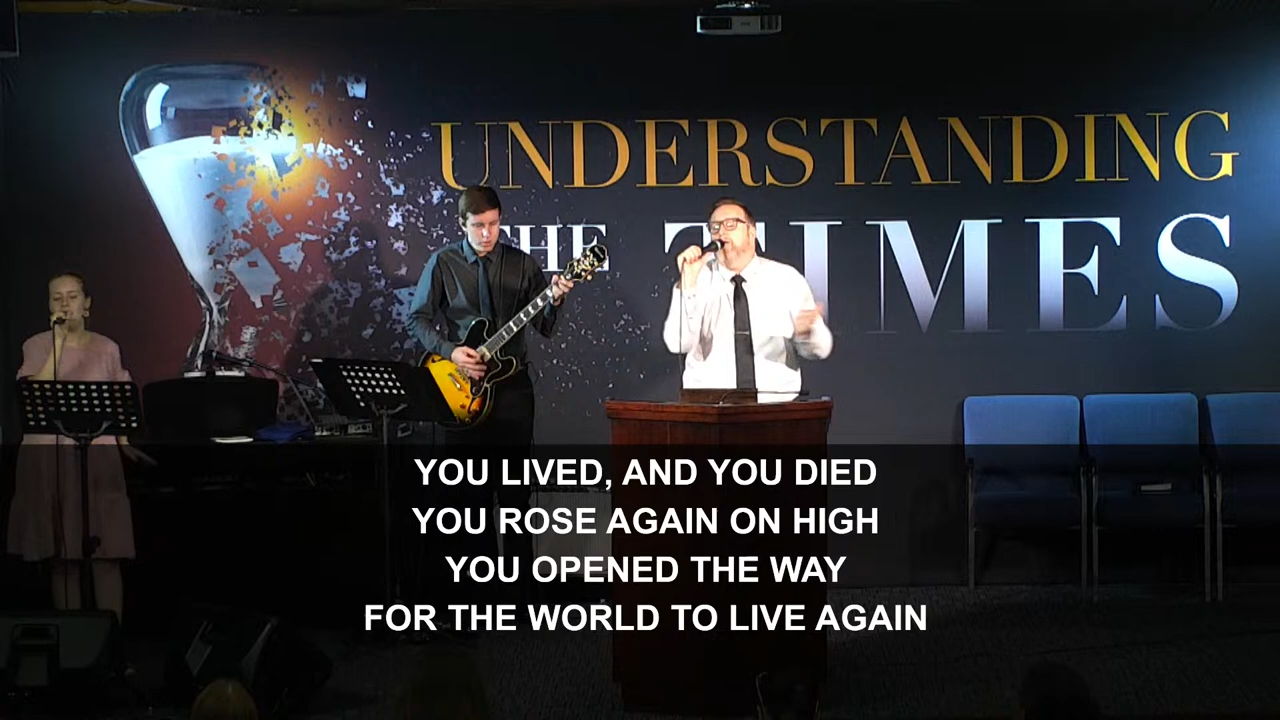 UNDERSTANDING
THE TIMES
YOU LIVED, AND YOU DIED
YOU ROSE AGAIN ON HIGH
YOU OPENED THE WAY
FOR THE WORLD TO LIVE AGAIN